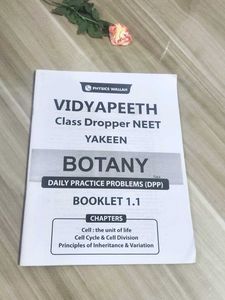 PHYSICS WALLAH
VIDYAPEETH
Class Dropper NEET
YAKEEN
BOTANY
DAILY PRACTICE PROBLEMS (DPP)
BOOKLET 1.1
CHAPTERS
Cell : the unit of life
Cell Cycle & Cell Division
Principles of Inheritance & Variation